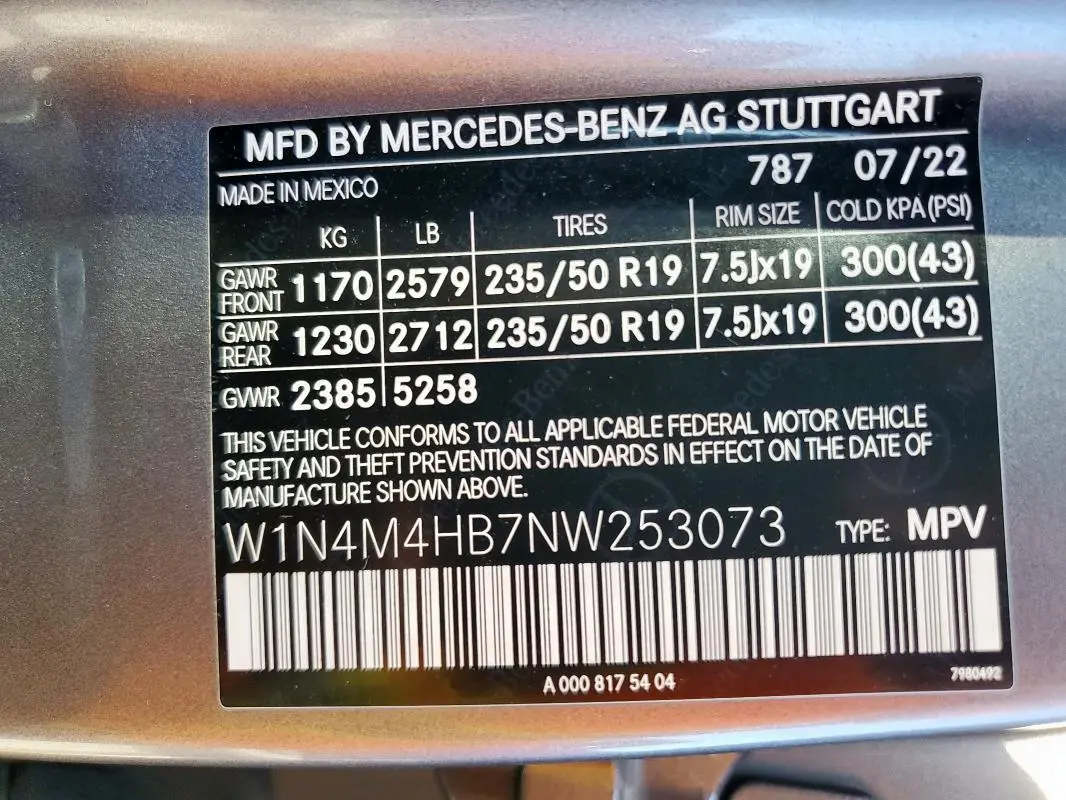 MFD BY MERCEDES-BENZ AG STUTTGART
MADE IN MEXICO 787 07/22
KG LB TIRES RIM SIZE COLD KPA (PSI)
GAWR FRONT 1170 2579 235/50 R19 7.5Jx19 300(43)
GAWR REAR 1230 2712 235/50 R19 7.5Jx19 300(43)
GVWR 2385 5258
THIS VEHICLE CONFORMS TO ALL APPLICABLE FEDERAL MOTOR VEHICLE
SAFETY AND THEFT PREVENTION STANDARDS IN EFFECT ON THE DATE OF
MANUFACTURE SHOWN ABOVE.
W1N4M4HB7NW253073 TYPE: MPV
A 000 817 54 04
7980492